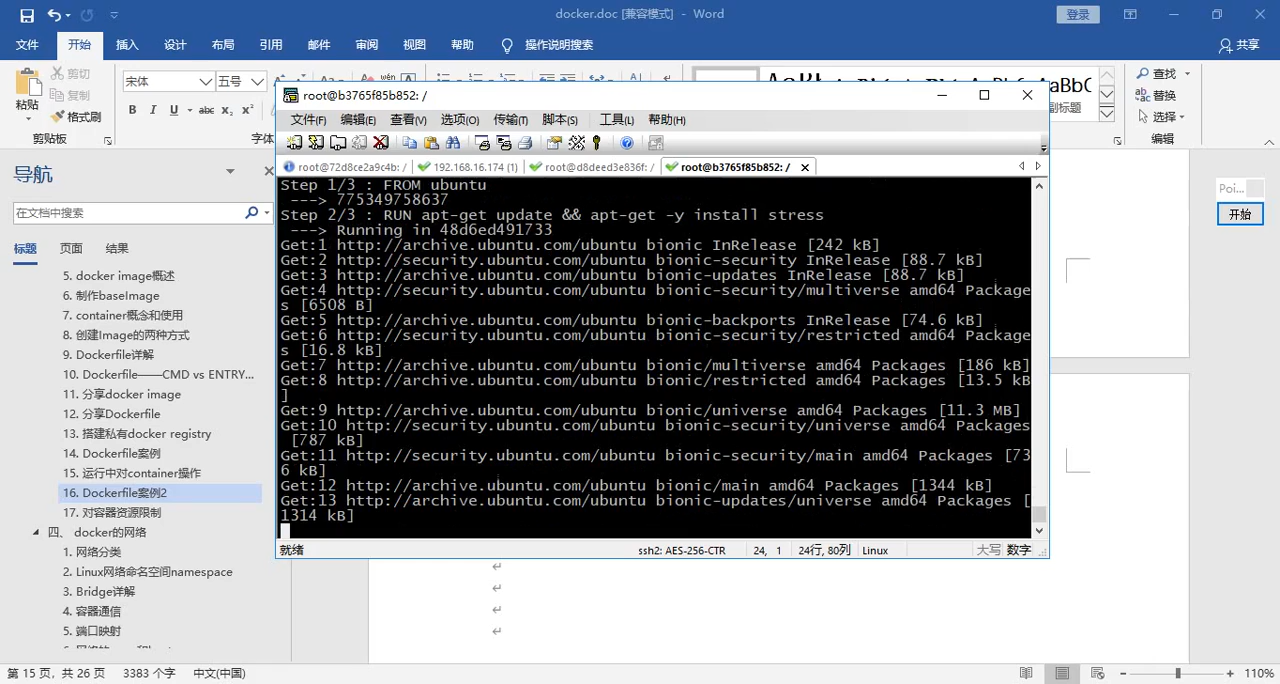 docker.doc [兼容模式] - Word
登录
文件
开始
插入
设计
布局
引用
邮件
审阅
视图
帮助
操作说明搜索
共享
粘贴
剪切
复制
格式刷
剪贴板
宋体
五号
字体
副标题
查找
替换
选择
编辑
导航
在文档中搜索
标题
页面
结果
5. docker image概述
6. 制作baseImage
7. container概念和使用
8. 创建Image的两种方式
9. Dockerfile详解
10. Dockerfile——CMD vs ENTRY...
11. 分享docker image
12. 分享Dockerfile
13. 搭建私有docker registry
14. Dockerfile案例
15. 运行中对container操作
16. Dockerfile案例2
17. 对容器资源限制
四、 docker的网络
1. 网络分类
2. Linux网络命名空间namespace
3. Bridge详解
4. 容器通信
5. 端口映射
root@b3765f85b852: /
文件(F) 编辑(E) 查看(V) 选项(O) 传输(T) 脚本(S) 工具(L) 帮助(H)
root@72d8ce2a9c4b: /
192.168.16.174 (1)
root@d8deed3e836f: /
root@b3765f85b852: /
Step 1/3 : FROM ubuntu
---> 775349758637
Step 2/3 : RUN apt-get update && apt-get -y install stress
---> Running in 48d6ed491733
Get:1 http://archive.ubuntu.com/ubuntu bionic InRelease [242 kB]
Get:2 http://security.ubuntu.com/ubuntu bionic-security InRelease [88.7 kB]
Get:3 http://archive.ubuntu.com/ubuntu bionic-updates InRelease [88.7 kB]
Get:4 http://security.ubuntu.com/ubuntu bionic-security/multiverse amd64 Package
s [6508 B]
Get:5 http://archive.ubuntu.com/ubuntu bionic-backports InRelease [74.6 kB]
Get:6 http://security.ubuntu.com/ubuntu bionic-security/restricted amd64 Package
s [16.8 kB]
Get:7 http://archive.ubuntu.com/ubuntu bionic/multiverse amd64 Packages [186 kB]
Get:8 http://archive.ubuntu.com/ubuntu bionic/restricted amd64 Packages [13.5 kB
]
Get:9 http://archive.ubuntu.com/ubuntu bionic/universe amd64 Packages [11.3 MB]
Get:10 http://security.ubuntu.com/ubuntu bionic-security/universe amd64 Packages
[787 kB]
Get:11 http://security.ubuntu.com/ubuntu bionic-security/main amd64 Packages [73
6 kB]
Get:12 http://archive.ubuntu.com/ubuntu bionic/main amd64 Packages [1344 kB]
Get:13 http://archive.ubuntu.com/ubuntu bionic-updates/universe amd64 Packages [
1314 kB]
就绪
ssh2: AES-256-CTR
24, 1
24行, 80列
Linux
大写 数字
Poi...
开始
第 15 页，共 26 页
3383 个字
中文(中国)
110%